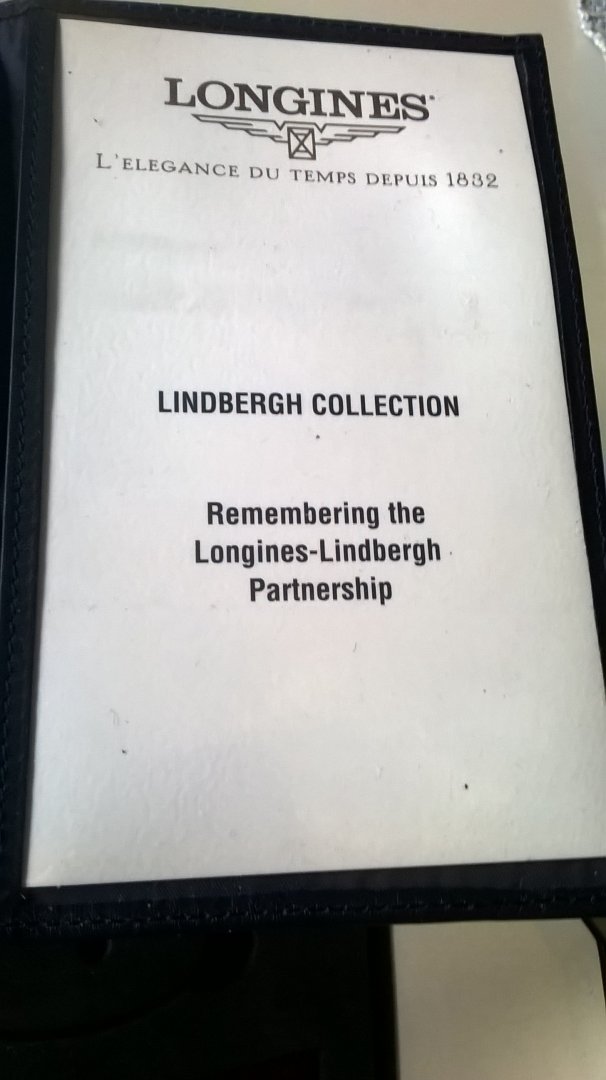 LONGINES
L'ELEGANCE DU TEMPS DEPUIS 1832
LINDBERGH COLLECTION
Remembering the
Longines-Lindbergh
Partnership